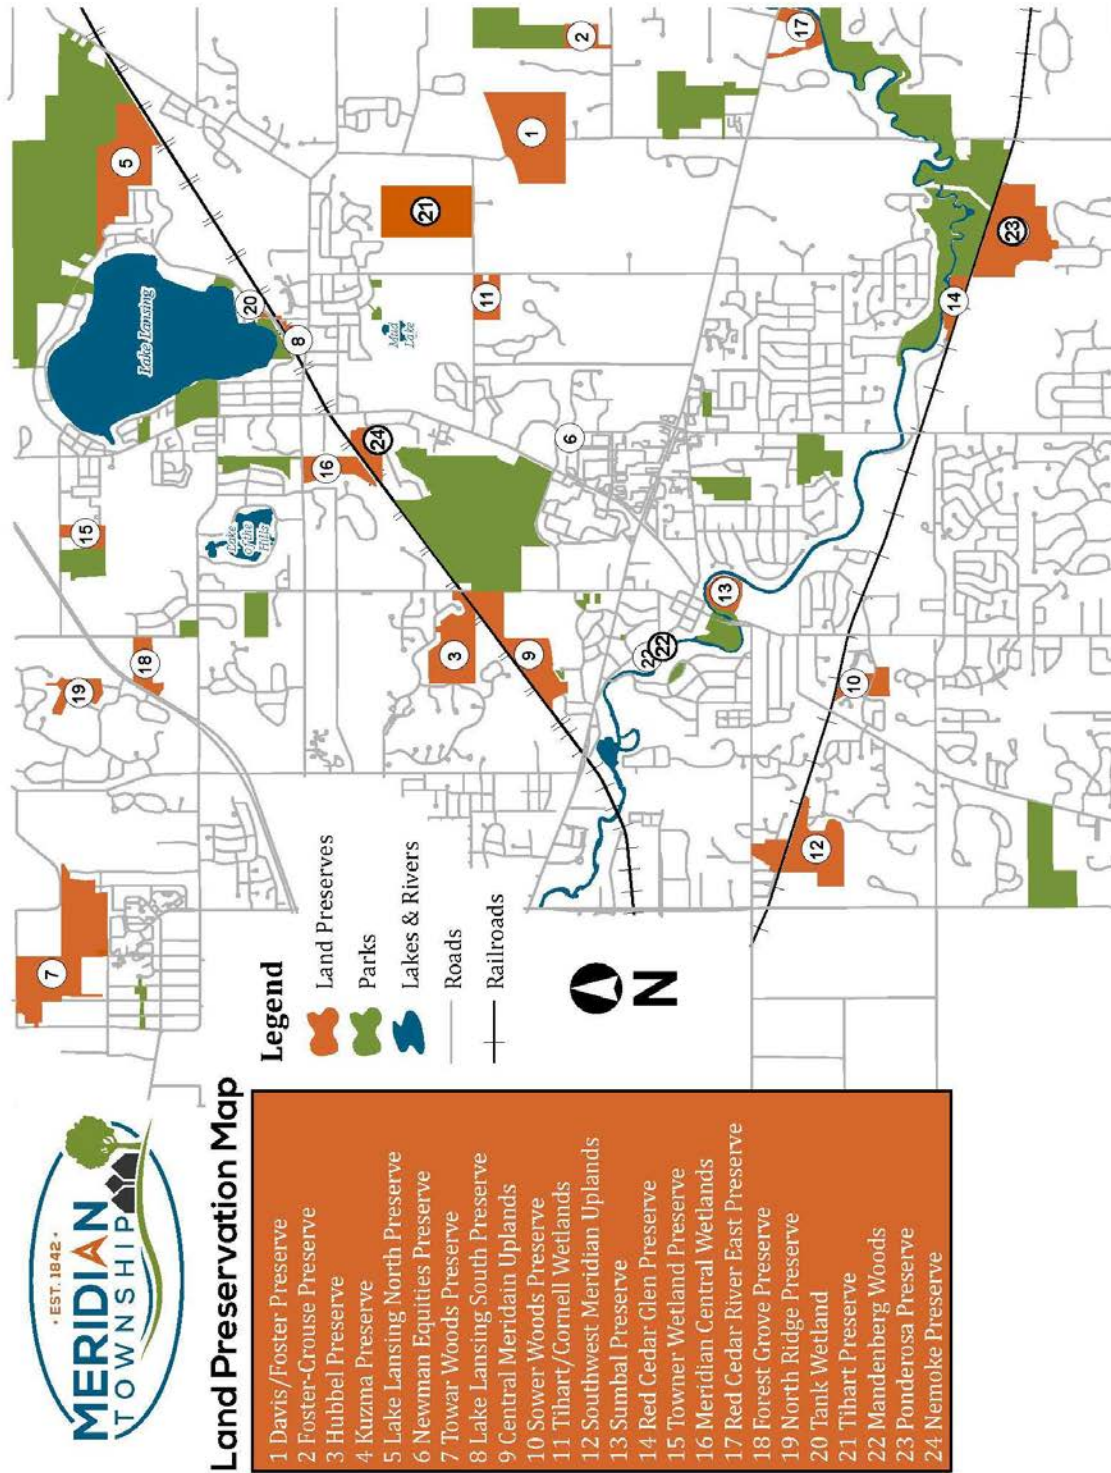 • EST. 1842 •
MERIDIAN
TOWNSHIP
Land Preservation Map
1 Davis/Foster Preserve
2 Foster-Crouse Preserve
3 Hubbel Preserve
4 Kuzma Preserve
5 Lake Lansing North Preserve
6 Newman Equities Preserve
7 Towar Woods Preserve
8 Lake Lansing South Preserve
9 Central Meridain Uplands
10 Sower Woods Preserve
11 Tihart/Cornell Wetlands
12 Southwest Meridian Uplands
13 Sumbal Preserve
14 Red Cedar Glen Preserve
15 Towner Wetland Preserve
16 Meridian Central Wetlands
17 Red Cedar River East Preserve
18 Forest Grove Preserve
19 North Ridge Preserve
20 Tank Wetland
21 Tihart Preserve
22 Mandenberg Woods
23 Ponderosa Preserve
24 Nemoke Preserve
Legend
Land Preserves
Parks
Lakes & Rivers
Roads
Railroads
N
7
19
18
15
Lake Lansing
5
20
8
Lake
of the
Hills
16
24
Mud
Lake
21
11
1
2
3
9
6
22
22
13
17
10
12
14
23